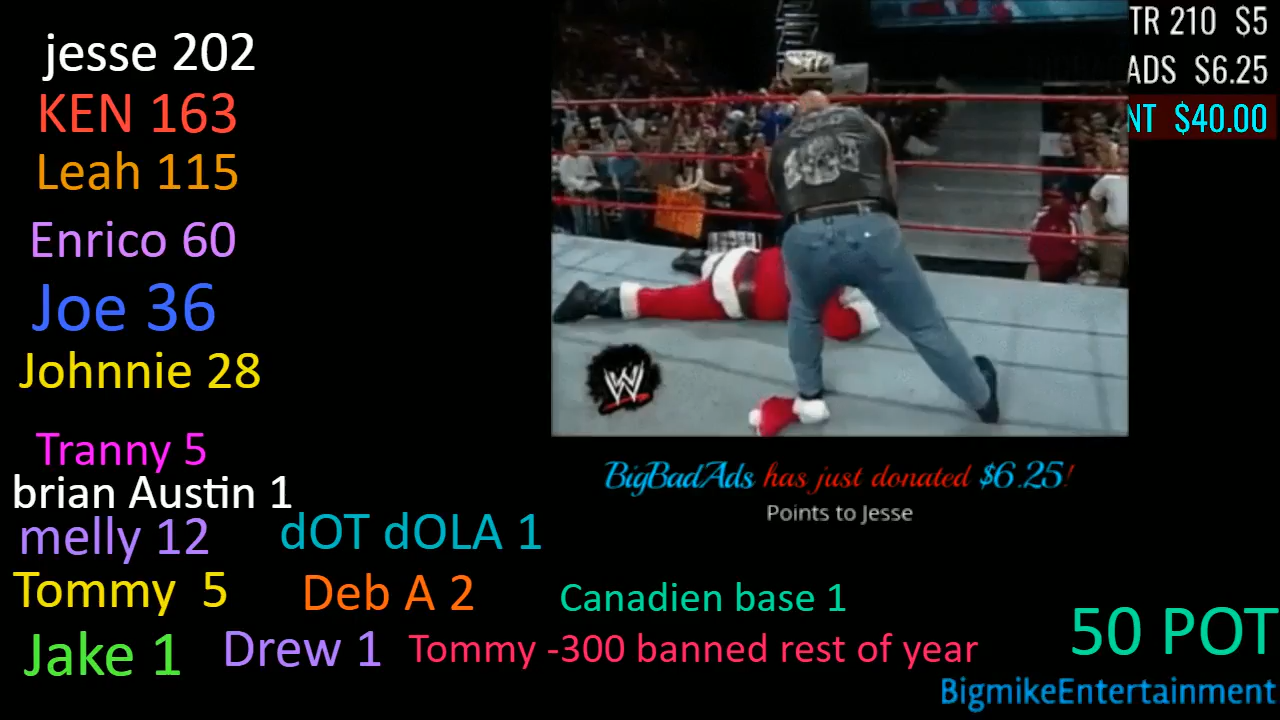 jesse 202
KEN 163
Leah 115
Enrico 60
Joe 36
Johnnie 28
Tranny 5
brian Austin 1
melly 12
dOT dOLA 1
Tommy 5
Deb A 2
Canadien base 1
Jake 1
Drew 1
Tommy -300 banned rest of year
TR 210 $5
ADS $6.25
NT $40.00
W
BigBadAds has just donated $6.25!
Points to Jesse
50 POT
BigmikeEntertainment